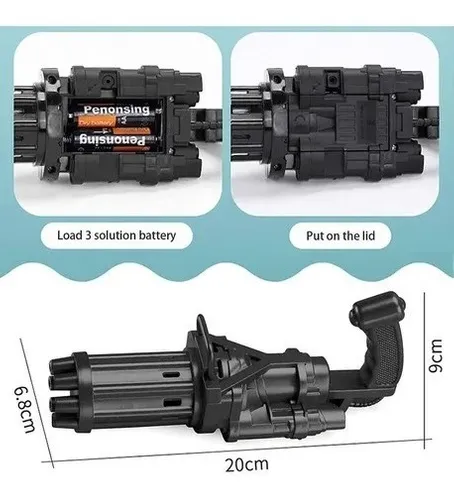 Penonsing
Penonsing
Load 3 solution battery
Put on the lid
6.8cm
20cm
9cm